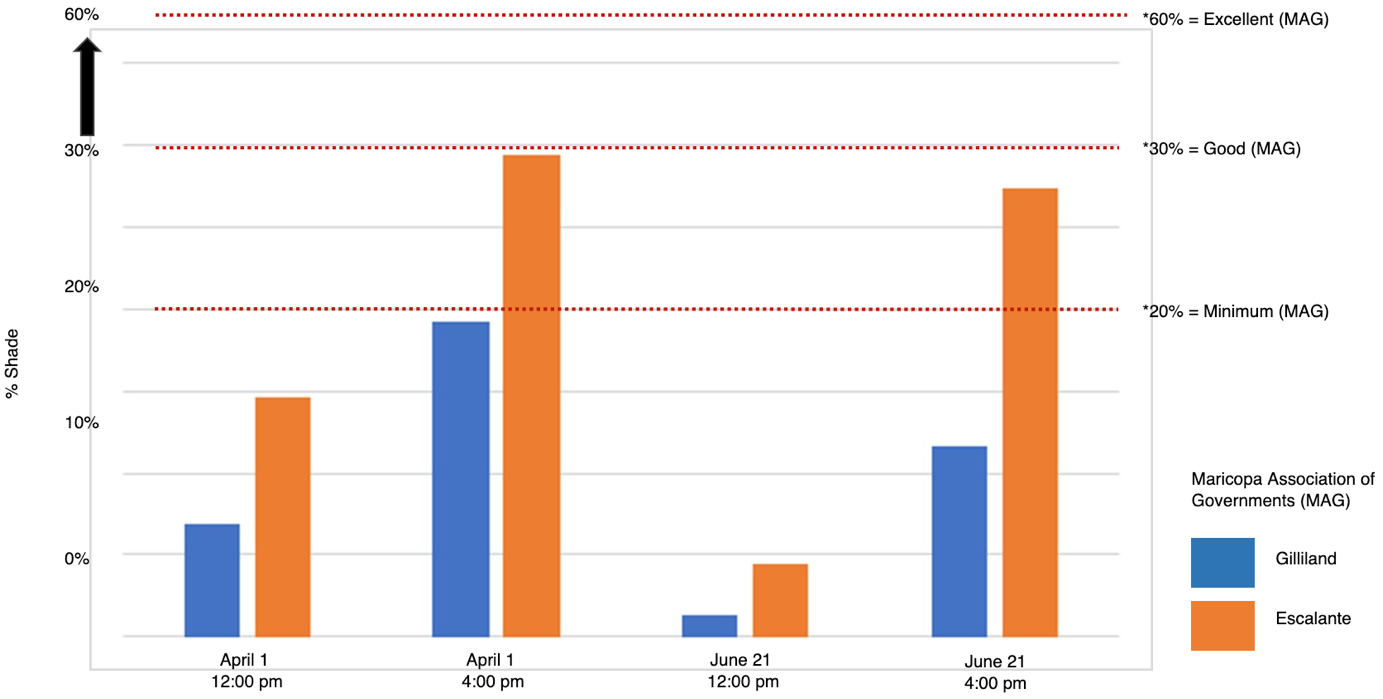 60%
*60% = Excellent (MAG)
30%
*30% = Good (MAG)
20%
*20% = Minimum (MAG)
% Shade
10%
0%
Maricopa Association of
Governments (MAG)
Gilliland
Escalante
April 1
12:00 pm
April 1
4:00 pm
June 21
12:00 pm
June 21
4:00 pm